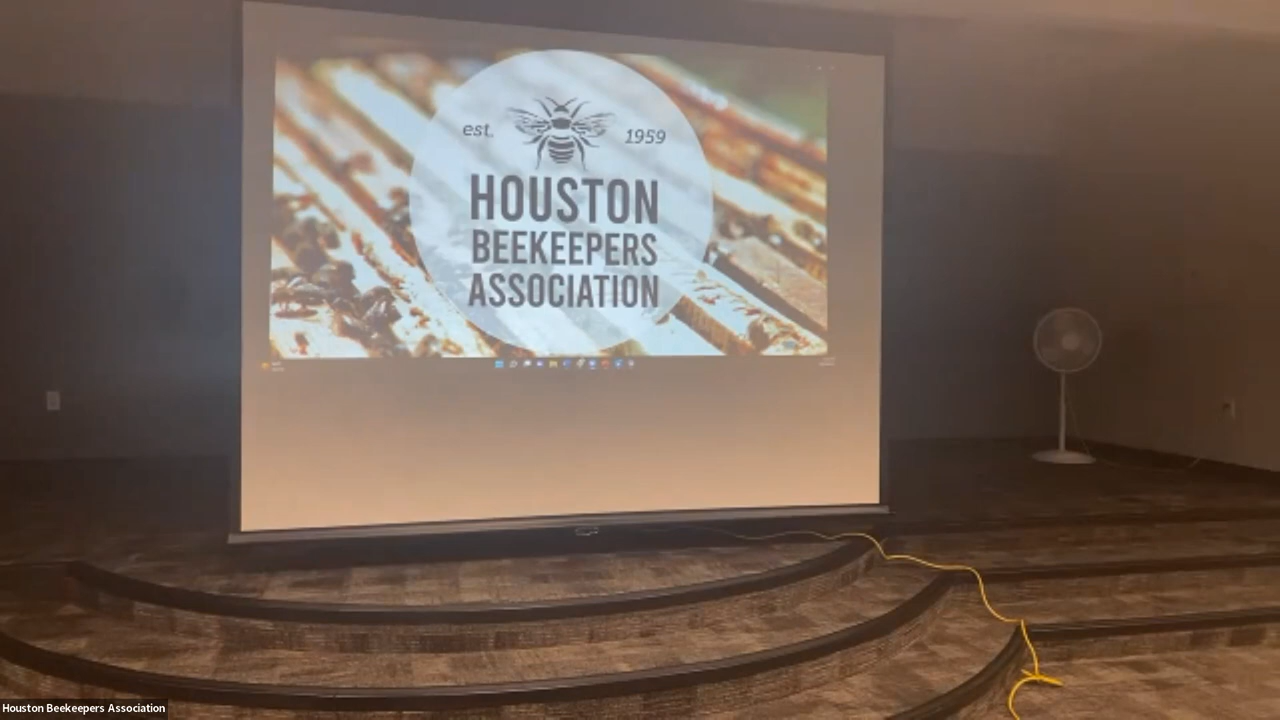 est. 1959
HOUSTON
BEEKEEPERS
ASSOCIATION
Houston Beekeepers Association